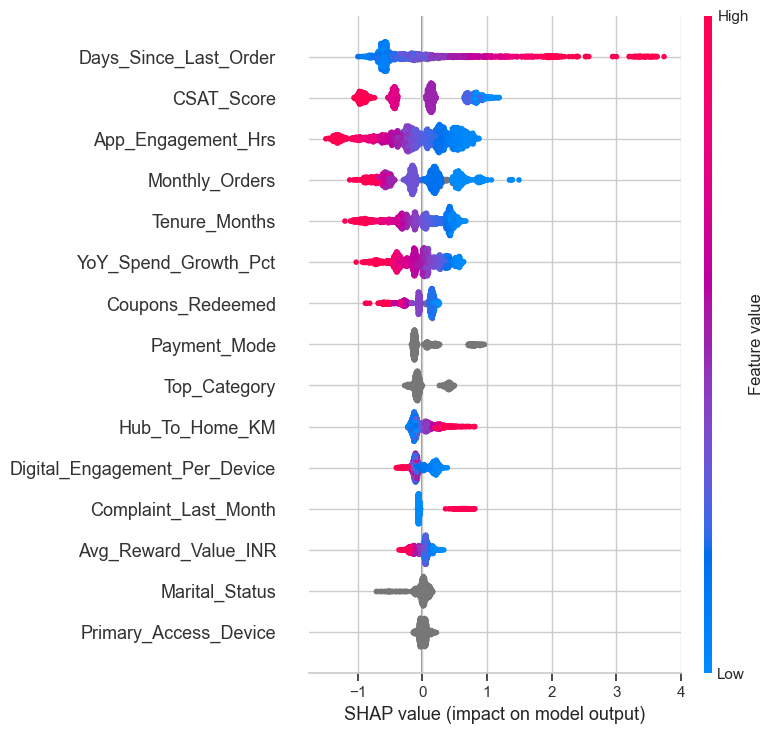 High
Days_Since_Last_Order
CSAT_Score
App_Engagement_Hrs
Monthly_Orders
Tenure_Months
YoY_Spend_Growth_Pct
Coupons_Redeemed
Payment_Mode
Top_Category
Hub_To_Home_KM
Digital_Engagement_Per_Device
Complaint_Last_Month
Avg_Reward_Value_INR
Marital_Status
Primary_Access_Device
Feature value
Low
−1 0 1 2 3 4
SHAP value (impact on model output)